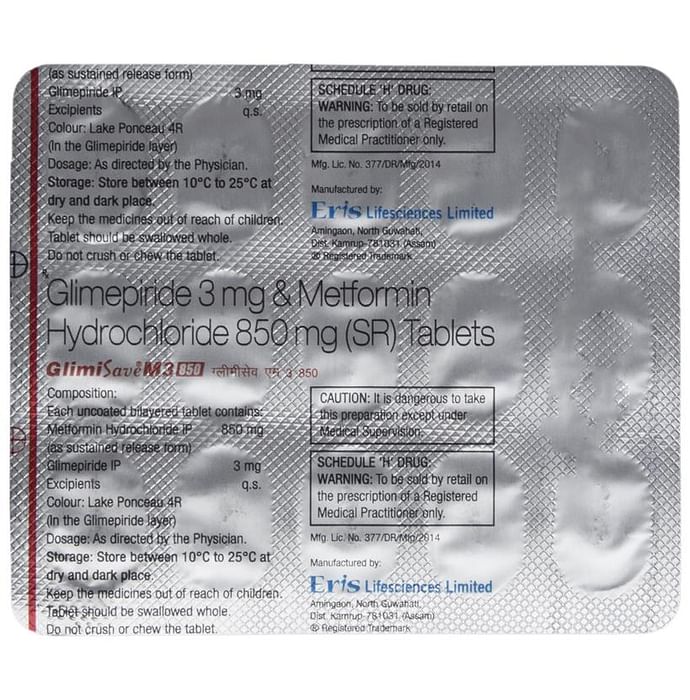 (as sustained release form)
Glimepiride IP 3 mg
Excipients q.s.
Colour: Lake Ponceau 4R
(In the Glimepiride layer)
Dosage: As directed by the Physician.
Storage: Store between 10°C to 25°C at
dry and dark place.
Keep the medicines out of reach of children.
Tablet should be swallowed whole.
Do not crush or chew the tablet.
SCHEDULE 'H' DRUG:
WARNING: To be sold by retail on
the prescription of a Registered
Medical Practitioner only.
Mfg. Lic. No. 377/DR/Mfg/2014
Manufactured by:
Eris Lifesciences Limited
Amingaon, North Guwahati,
Dist. Kamrup-781031 (Assam)
® Registered Trademark
Rx
Glimepiride 3 mg & Metformin
Hydrochloride 850 mg (SR) Tablets
GlimiSave® M3 850 ग्लीमीसेव एम 3 850
Composition:
Each uncoated bilayered tablet contains:
Metformin Hydrochloride IP 850 mg
(as sustained release form)
Glimepiride IP 3 mg
Excipients q.s.
Colour: Lake Ponceau 4R
(In the Glimepiride layer)
Dosage: As directed by the Physician.
Storage: Store between 10°C to 25°C at
dry and dark place.
Keep the medicines out of reach of children.
Tablet should be swallowed whole.
Do not crush or chew the tablet.
CAUTION: It is dangerous to take
this preparation except under
Medical Supervision.
SCHEDULE 'H' DRUG:
WARNING: To be sold by retail on
the prescription of a Registered
Medical Practitioner only.
Mfg. Lic. No. 377/DR/Mfg/2014
Manufactured by:
Eris Lifesciences Limited
Amingaon, North Guwahati,
Dist. Kamrup-781031 (Assam)
® Registered Trademark